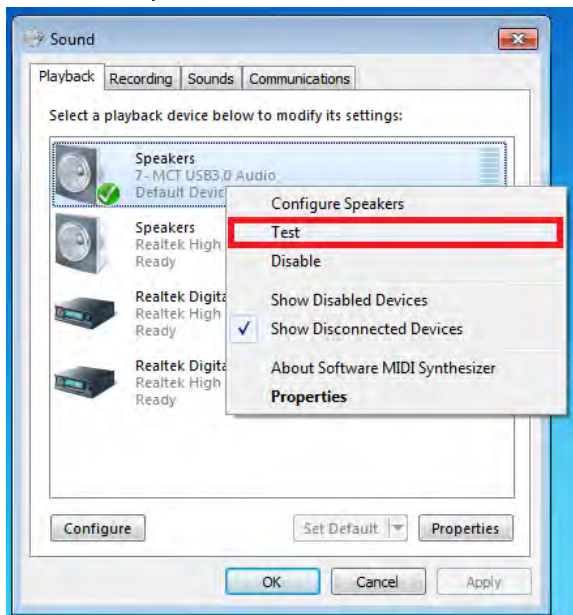 Sound
Playback Recording Sounds Communications
Select a playback device below to modify its settings:
Speakers
7- MCT USB3.0 Audio
Default Devic
Speakers
Realtek High
Ready
Realtek Digita
Realtek High
Ready
Realtek Digita
Realtek High
Ready
Configure Speakers
Test
Disable
Show Disabled Devices
Show Disconnected Devices
About Software MIDI Synthesizer
Properties
Configure Set Default Properties
OK Cancel Apply